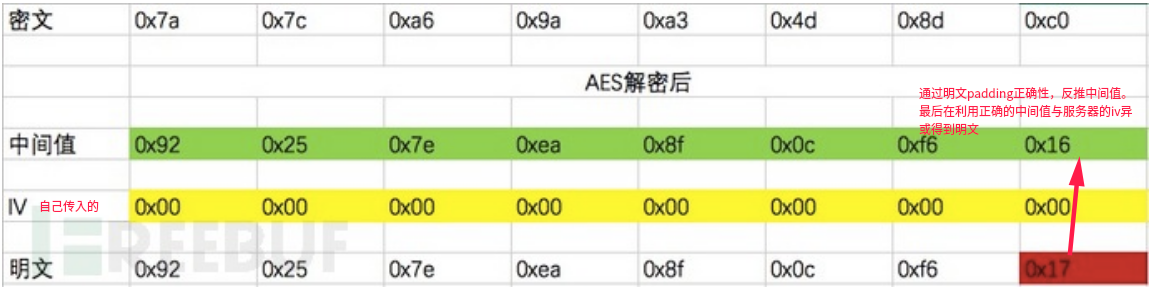 密文 0x7a 0x7c 0xa6 0x9a 0xa3 0x4d 0x8d 0xc0
AES解密后
通过明文padding正确性，反推中间值。
最后在利用正确的中间值与服务器的iv异
或得到明文
中间值 0x92 0x25 0x7e 0xea 0x8f 0x0c 0xf6 0x16
IV 自己传入的 0x00 0x00 0x00 0x00 0x00 0x00 0x00 0x00
明文 0x92 0x25 0x7e 0xea 0x8f 0x0c 0xf6 0x17
FREEBUF